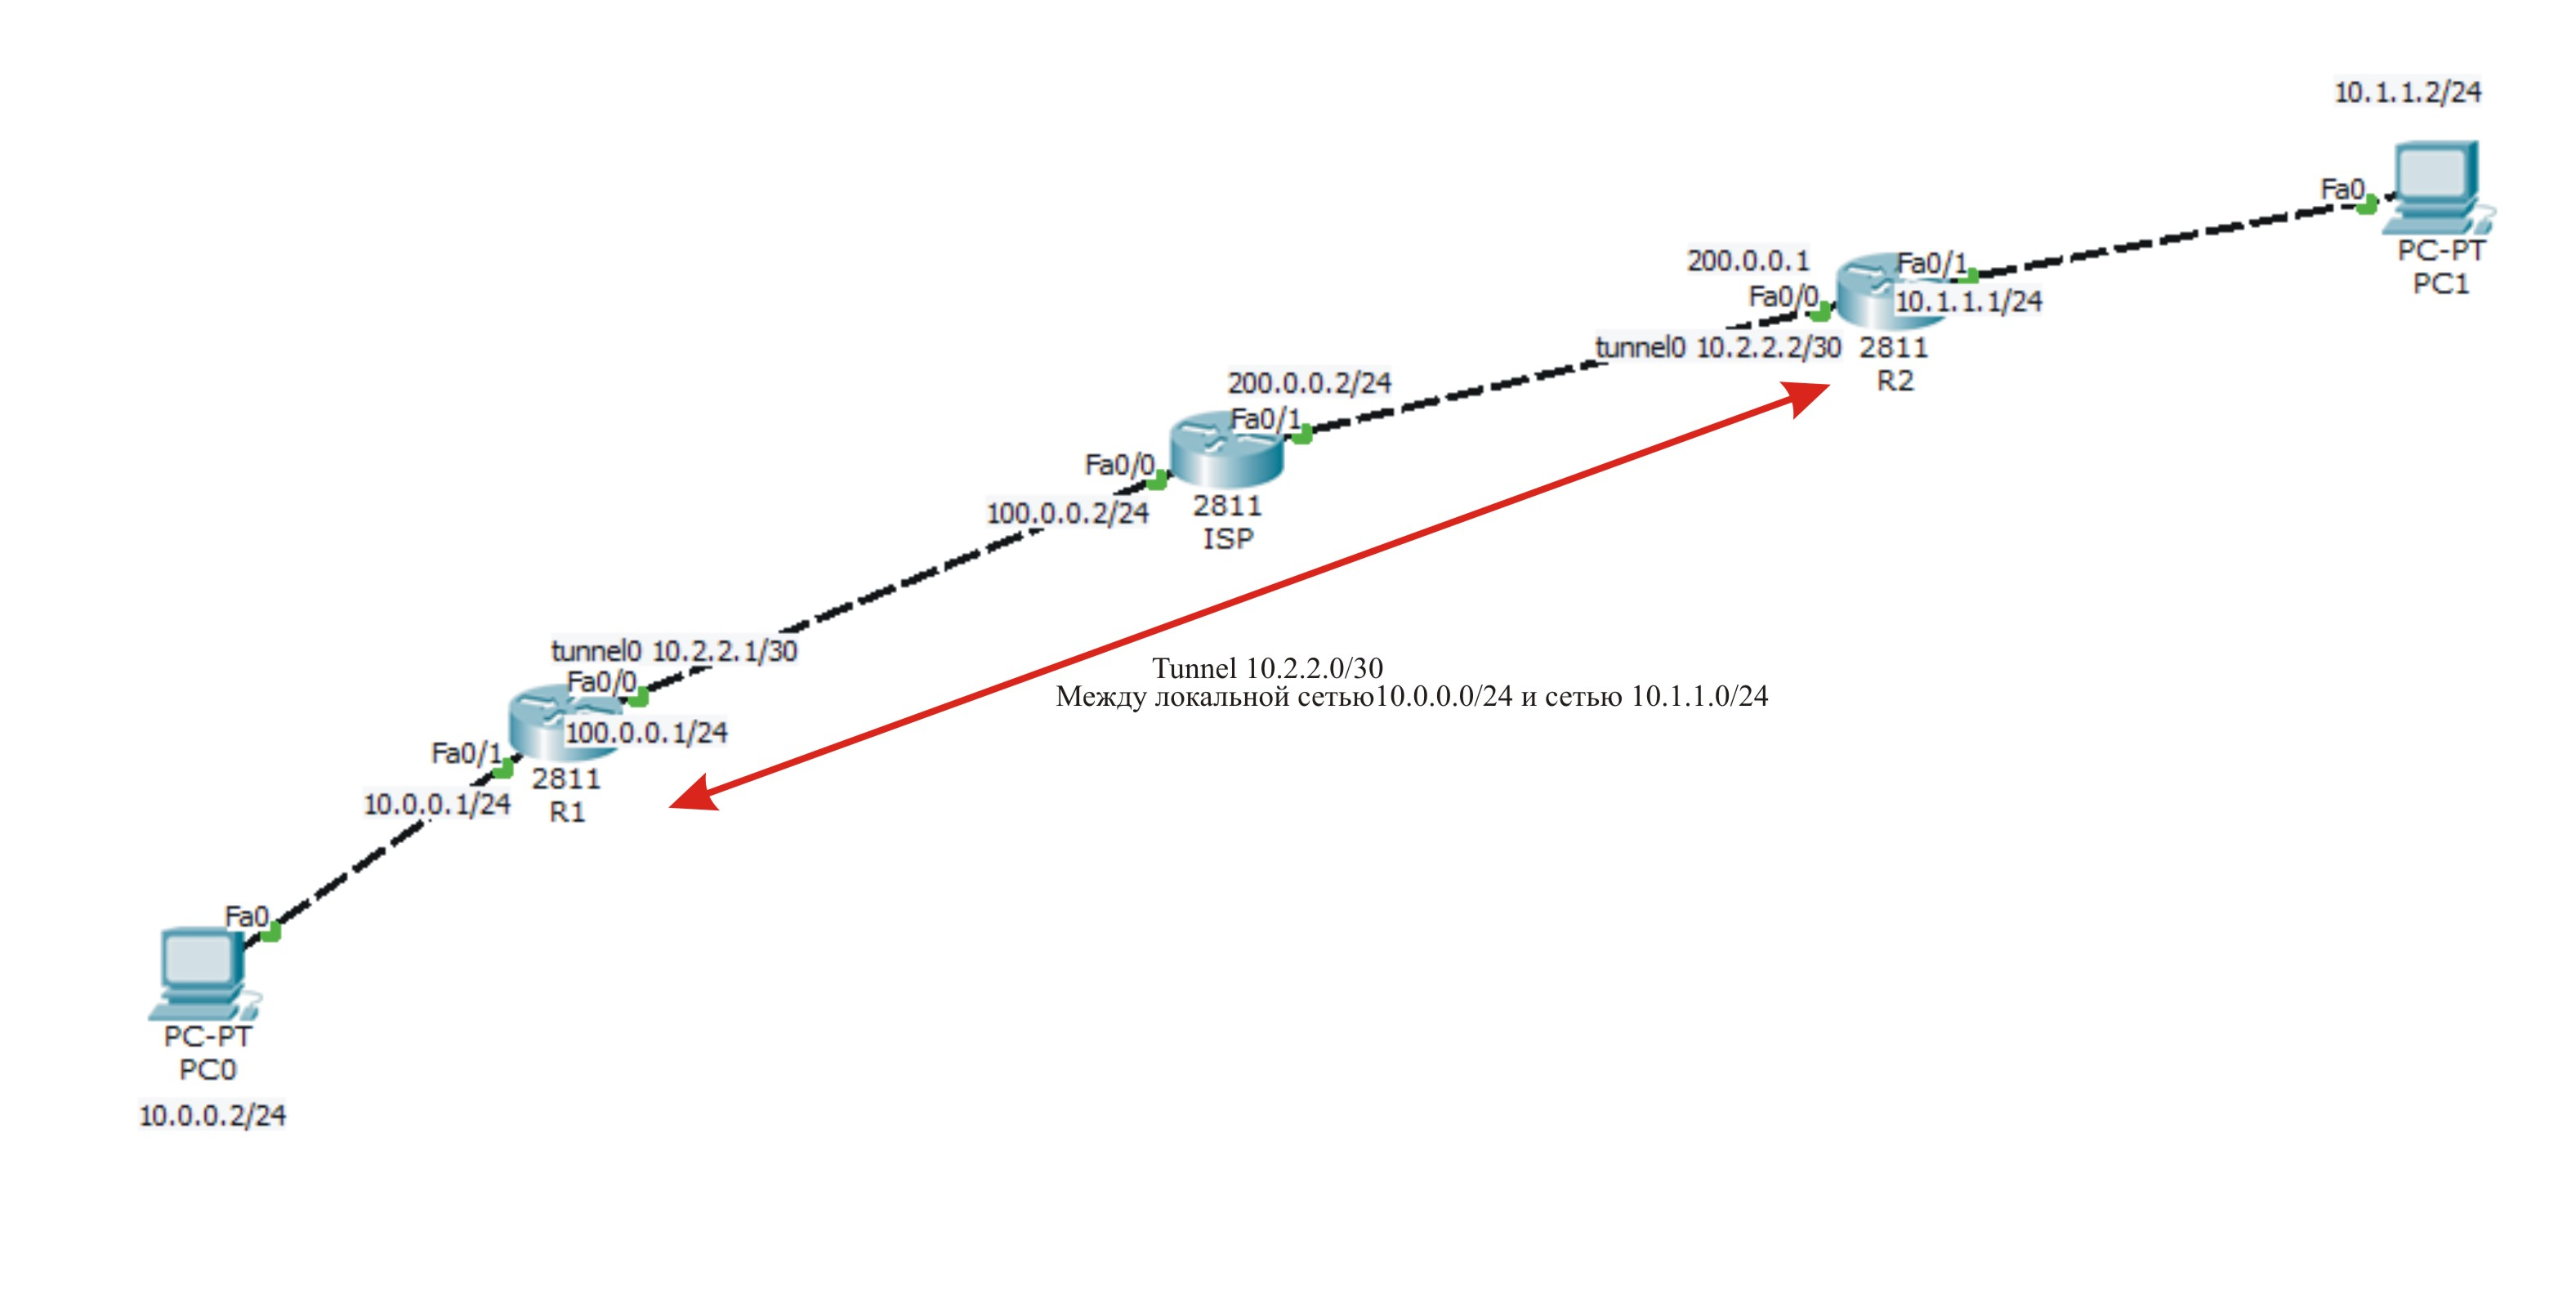 10.1.1.2/24
Fa0
PC-PT
PC1
200.0.0.1
Fa0/1
Fa0/0
10.1.1.1/24
tunnel0 10.2.2.2/30
2811
R2
200.0.0.2/24
Fa0/1
Fa0/0
100.0.0.2/24
2811
ISP
tunnel0 10.2.2.1/30
Fa0/0
100.0.0.1/24
Fa0/1
2811
10.0.0.1/24
R1
Tunnel 10.2.2.0/30
Между локальной сетью10.0.0.0/24 и сетью 10.1.1.0/24
Fa0
PC-PT
PC0
10.0.0.2/24